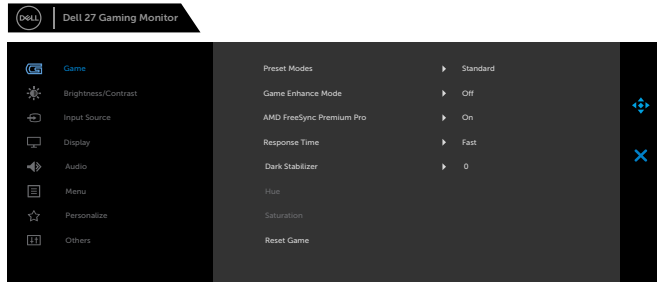 DELL
Dell 27 Gaming Monitor
Game
Preset Modes Standard
Brightness/Contrast
Game Enhance Mode Off
Input Source
AMD FreeSync Premium Pro On
Display
Response Time Fast
Audio
Dark Stabilizer 0
Menu
Hue
Personalize
Saturation
Others
Reset Game